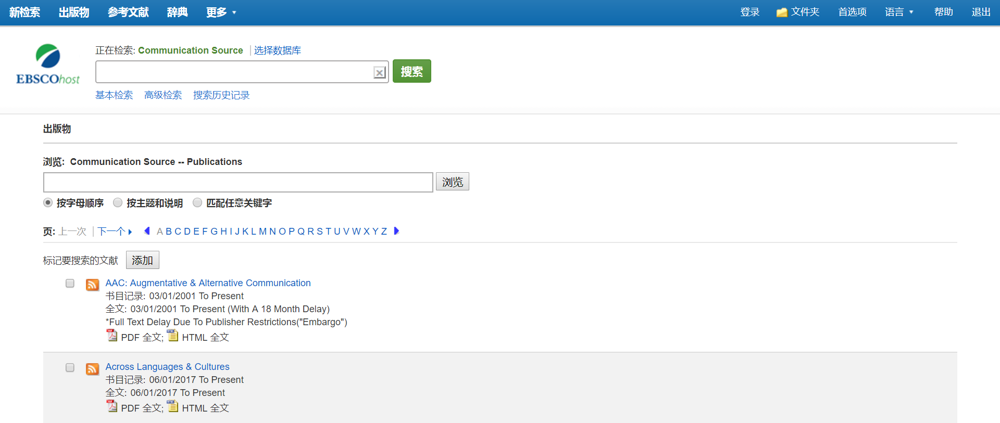 新检索 出版物 参考文献 辞典 更多 登录 文件夹 首选项 语言 帮助 退出
正在检索: Communication Source 选择数据库
搜索
EBSCOhost
基本检索 高级检索 搜索历史记录
出版物
浏览: Communication Source -- Publications
浏览
按字母顺序 按主题和说明 匹配任意关键字
页: 上一次 下一个 A B C D E F G H I J K L M N O P Q R S T U V W X Y Z
标记要搜索的文献 添加
AAC: Augmentative & Alternative Communication
书目记录: 03/01/2001 To Present
全文: 03/01/2001 To Present (With A 18 Month Delay)
*Full Text Delay Due To Publisher Restrictions("Embargo")
PDF 全文; HTML 全文
Across Languages & Cultures
书目记录: 06/01/2017 To Present
全文: 06/01/2017 To Present
PDF 全文; HTML 全文